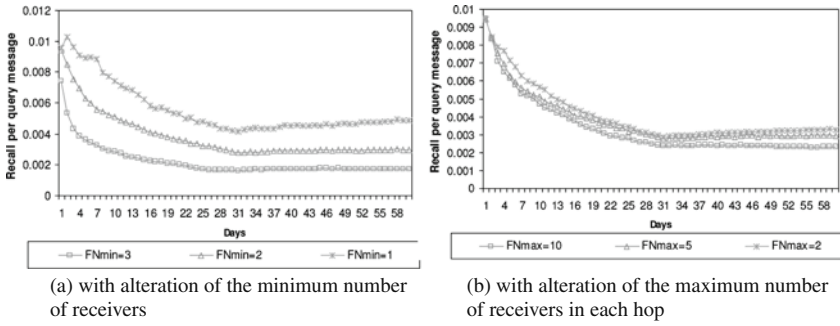 0.012
0.01
0.008
0.006
0.004
0.002
0
Recall per query message
1 4 7 10 13 16 19 22 25 28 31 34 37 40 43 46 49 52 55 58
Days
FNmin=3 FNmin=2 FNmin=1
(a) with alteration of the minimum number
of receivers
0.01
0.009
0.008
0.007
0.006
0.005
0.004
0.003
0.002
0.001
0
Recall per query message
1 4 7 10 13 16 19 22 25 28 31 34 37 40 43 46 49 52 55 58
Days
FNmax=10 FNmax=5 FNmax=2
(b) with alteration of the maximum number
of receivers in each hop